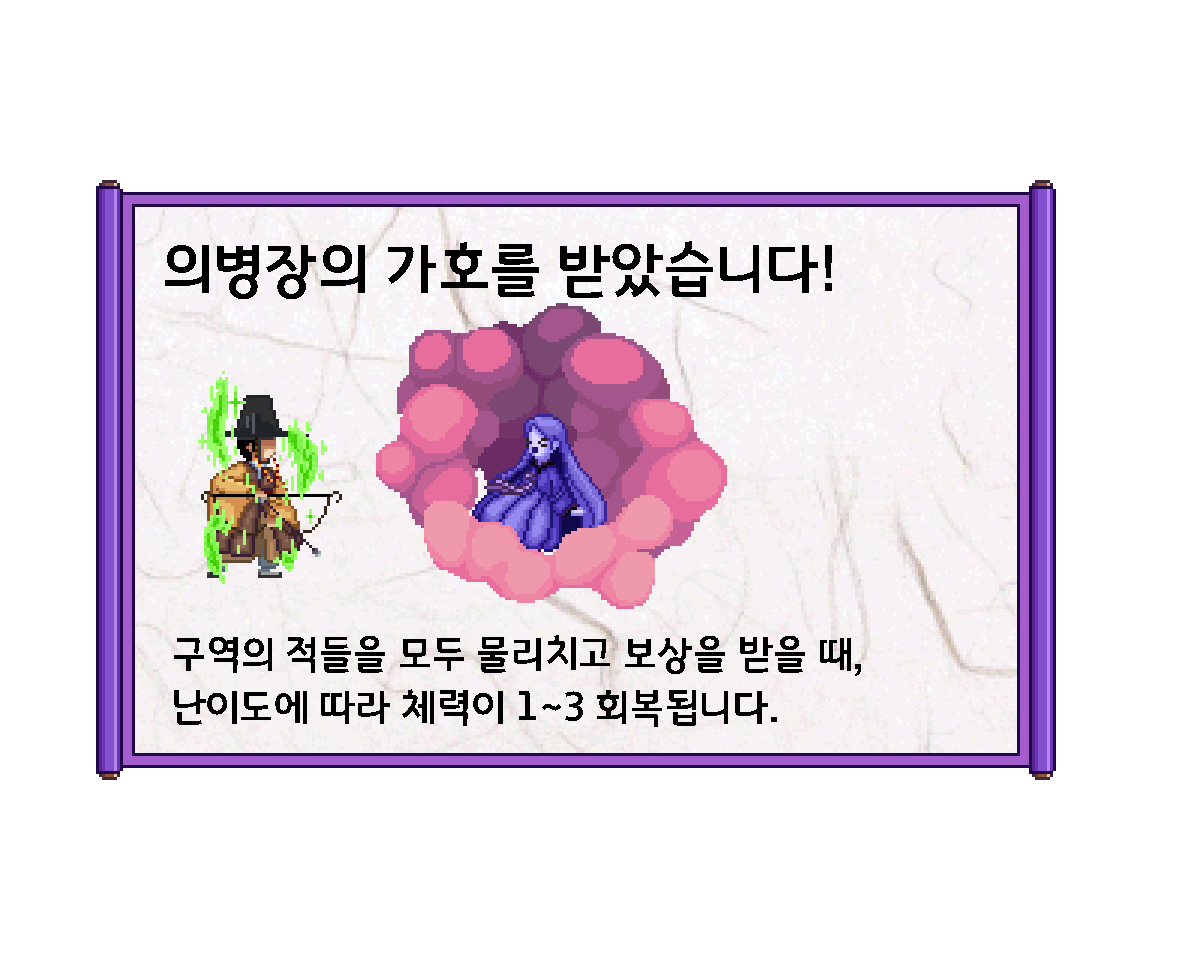 의병장의 가호를 받았습니다!
구역의 적들을 모두 물리치고 보상을 받을 때,
난이도에 따라 체력이 1~3 회복됩니다.